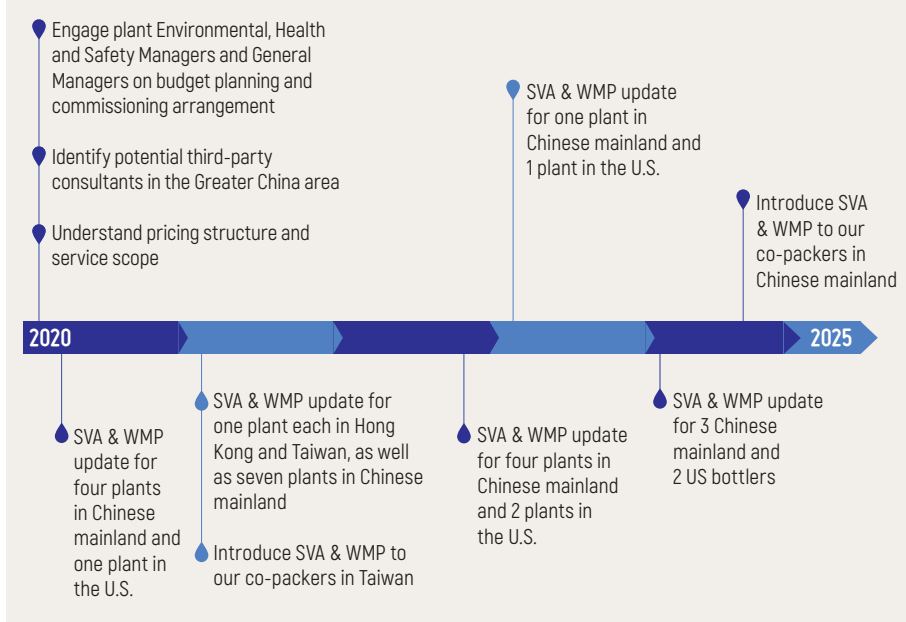 Engage plant Environmental, Health
and Safety Managers and General
Managers on budget planning and
commissioning arrangement
Identify potential third-party
consultants in the Greater China area
Understand pricing structure and
service scope
SVA & WMP update
for one plant in
Chinese mainland and
1 plant in the U.S.
Introduce SVA
& WMP to our
co-packers in
Chinese mainland
2020
2025
SVA & WMP
update for
four plants
in Chinese
mainland and
one plant in
the U.S.
SVA & WMP update for
one plant each in Hong
Kong and Taiwan, as well
as seven plants in Chinese
mainland
Introduce SVA & WMP to
our co-packers in Taiwan
SVA & WMP update
for four plants in
Chinese mainland
and 2 plants in
the U.S.
SVA & WMP update
for 3 Chinese
mainland and
2 US bottlers